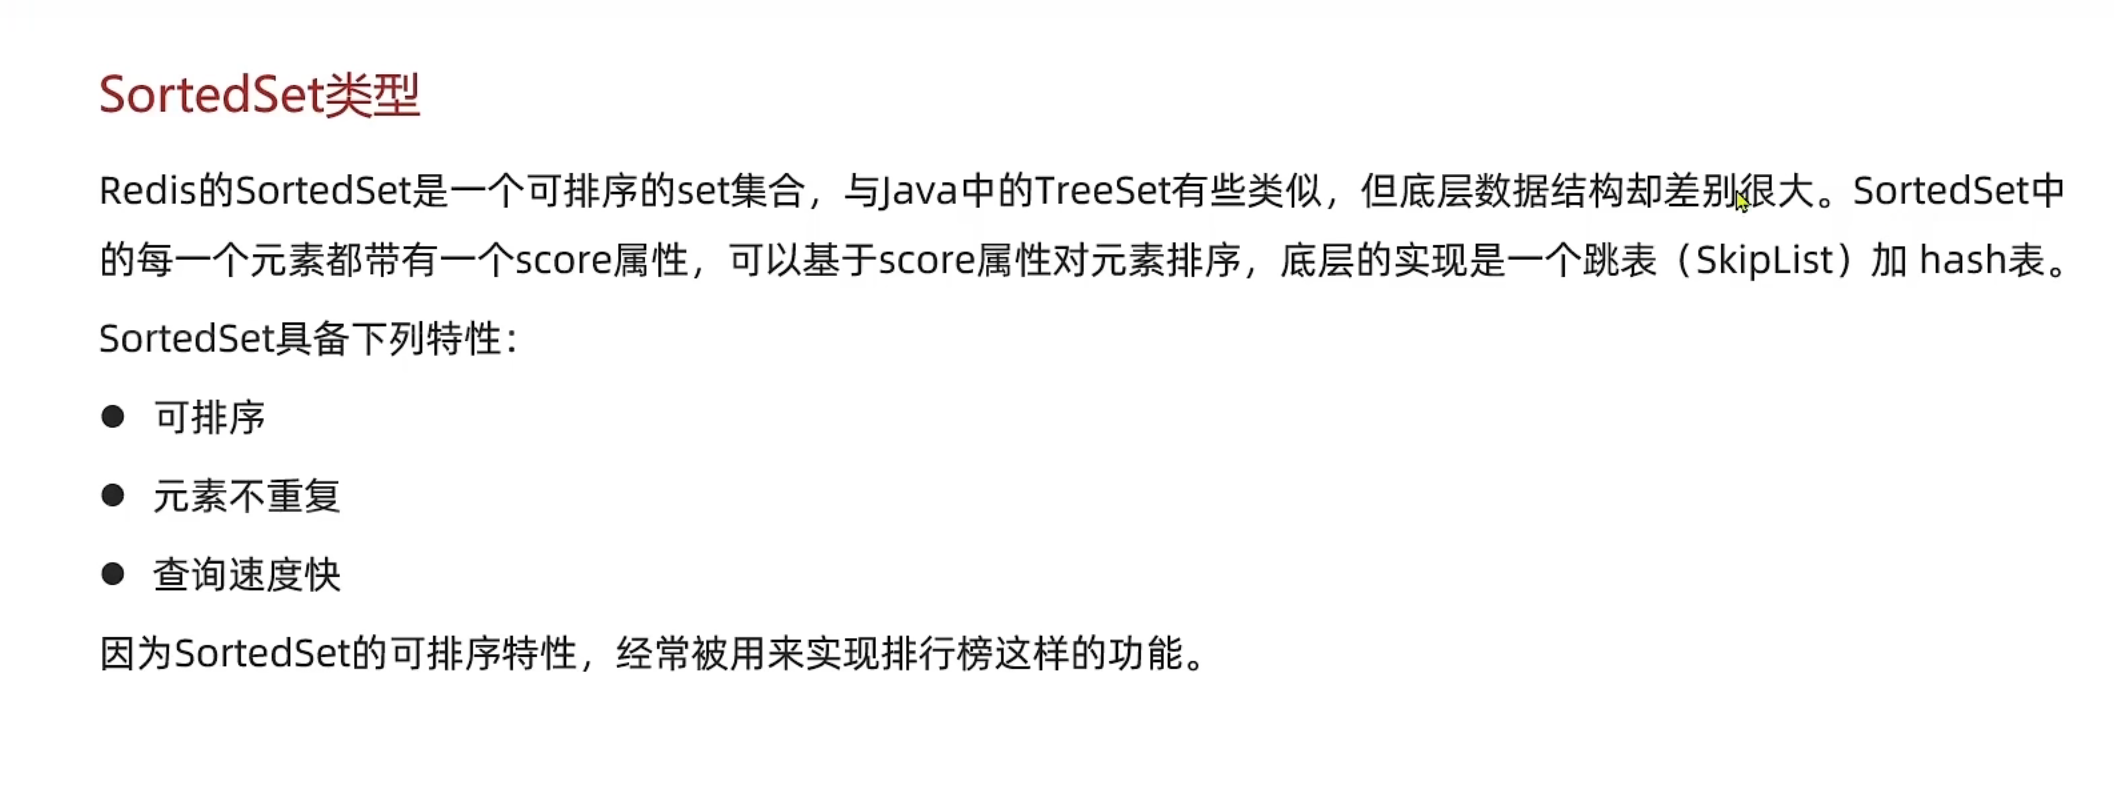 SortedSet类型
Redis的SortedSet是一个可排序的set集合，与Java中的TreeSet有些类似，但底层数据结构却差别很大。SortedSet中
的每一个元素都带有一个score属性，可以基于score属性对元素排序，底层的实现是一个跳表（SkipList）加 hash表。
SortedSet具备下列特性：
● 可排序
● 元素不重复
● 查询速度快
因为SortedSet的可排序特性，经常被用来实现排行榜这样的功能。